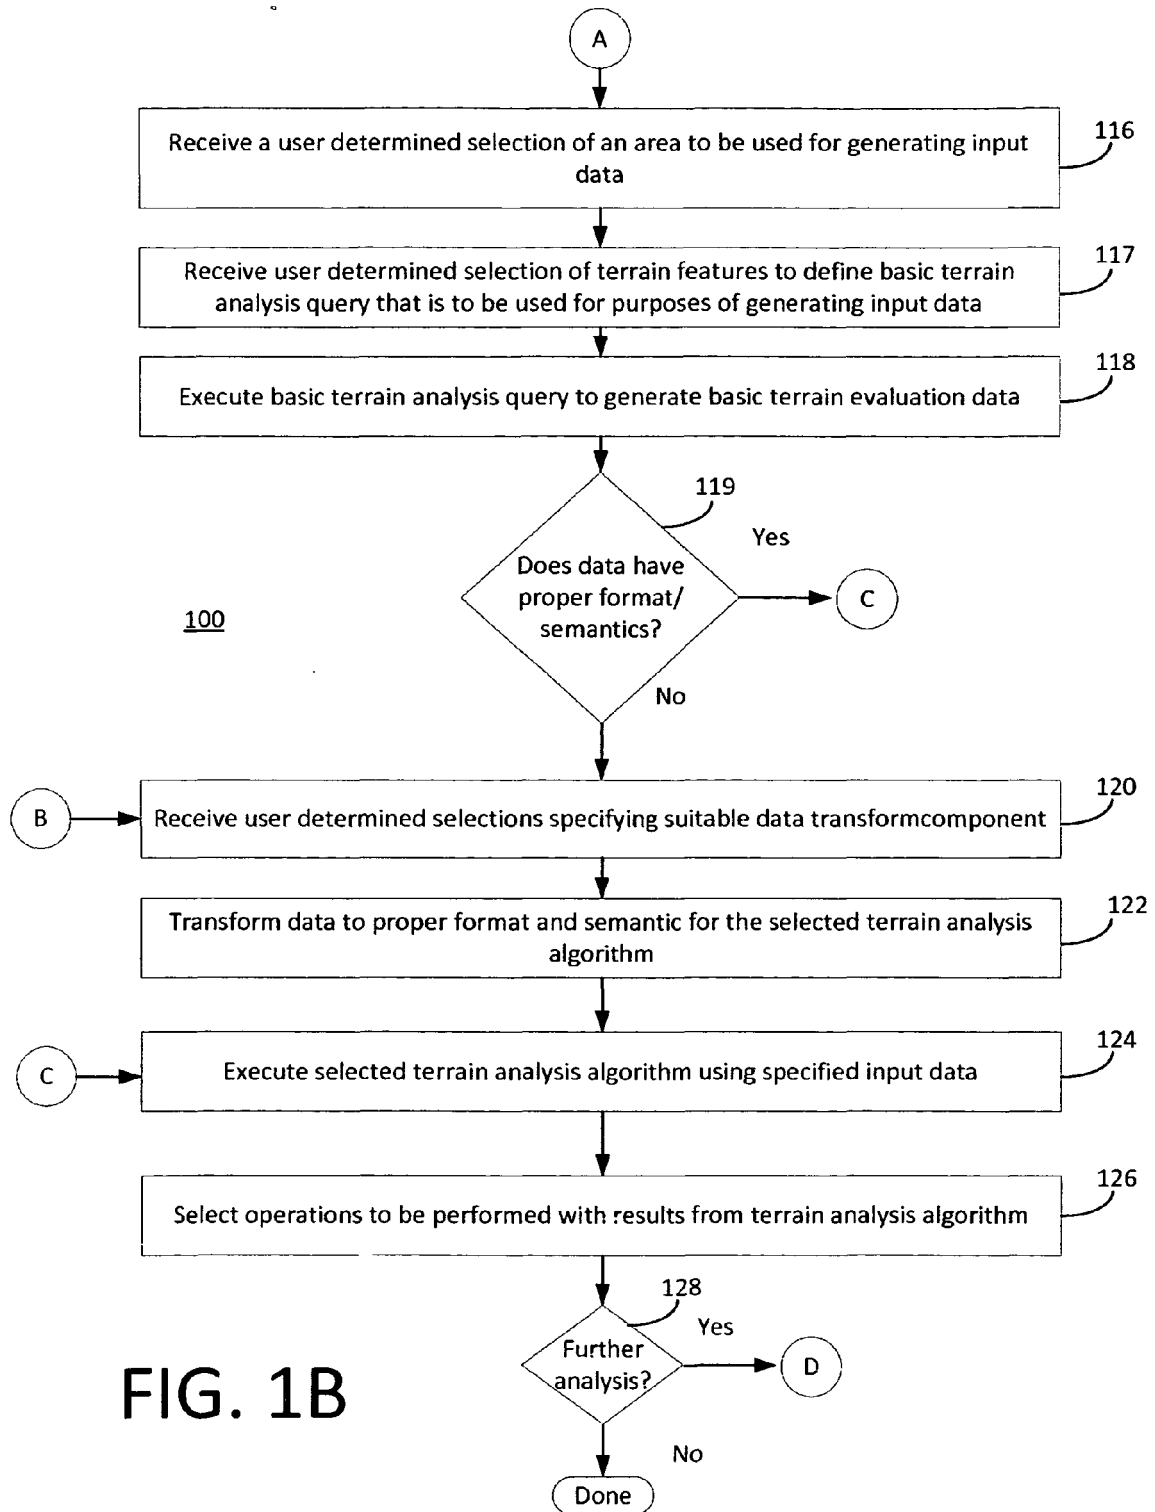 A
Receive a user determined selection of an area to be used for generating input
data
116
Receive user determined selection of terrain features to define basic terrain
analysis query that is to be used for purposes of generating input data
117
Execute basic terrain analysis query to generate basic terrain evaluation data
118
119
Does data have
proper format/
semantics?
Yes
C
100
No
B
Receive user determined selections specifying suitable data transformcomponent
120
Transform data to proper format and semantic for the selected terrain analysis
algorithm
122
C
Execute selected terrain analysis algorithm using specified input data
124
Select operations to be performed with results from terrain analysis algorithm
126
128
Further
analysis?
Yes
D
FIG. 1B
No
Done